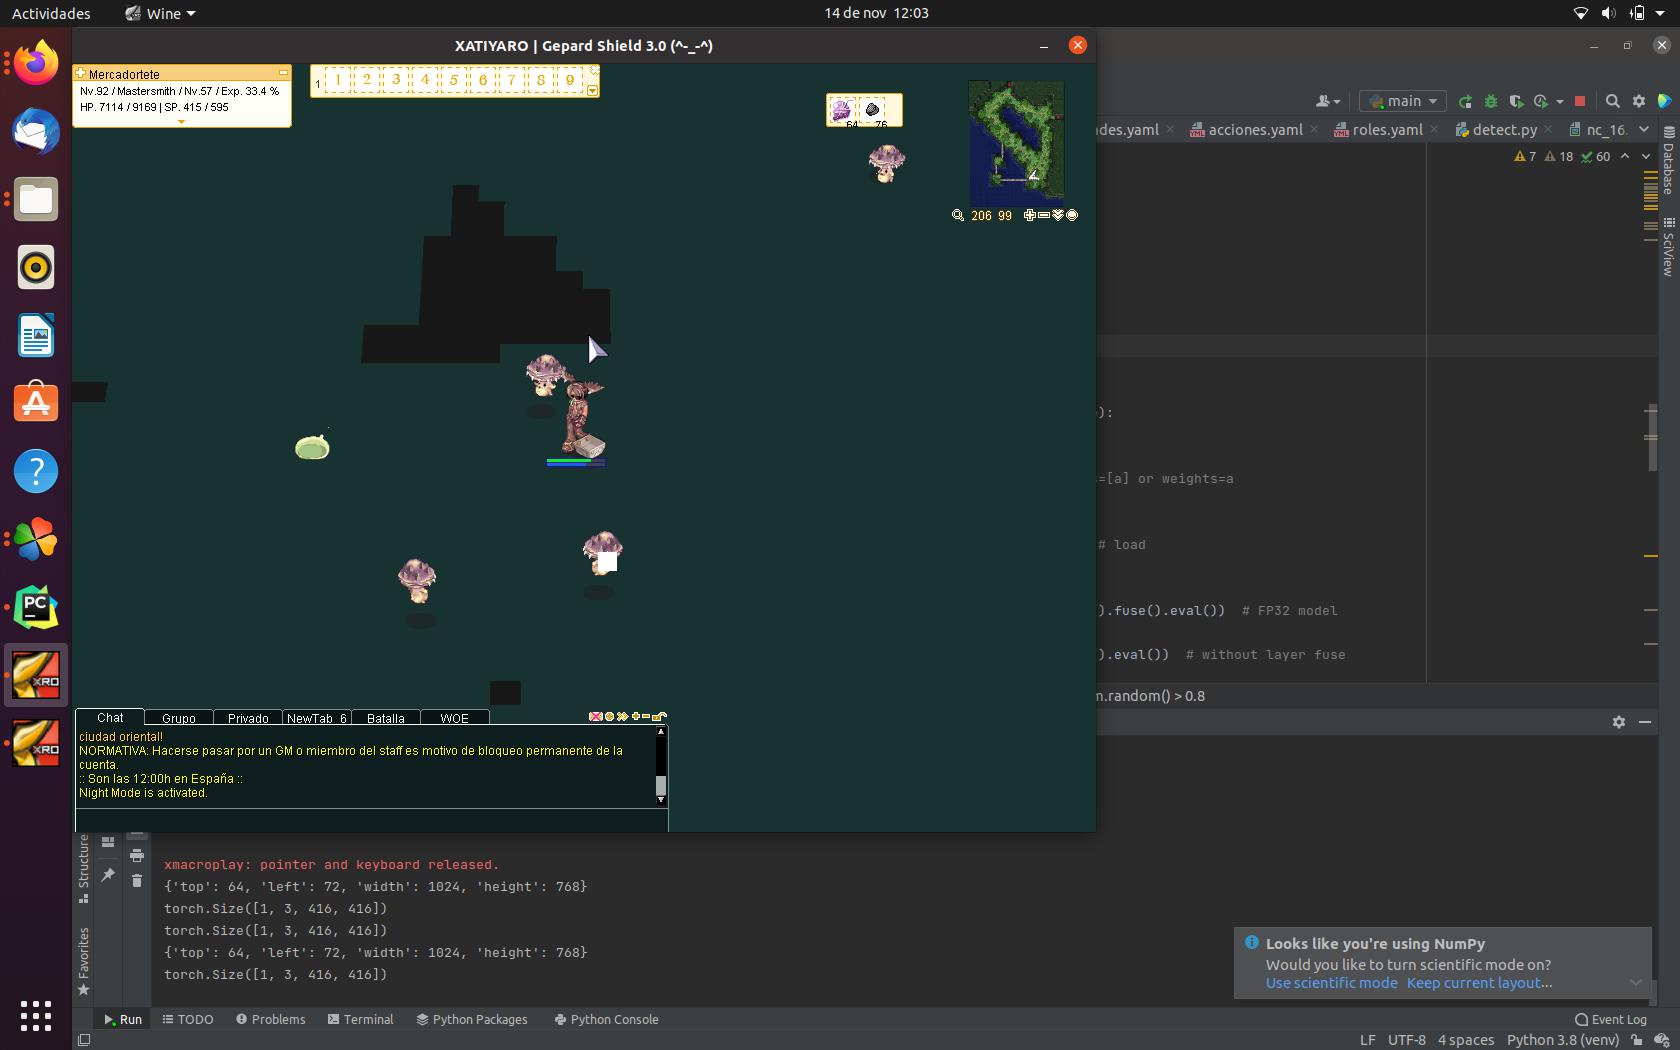 Actividades
Wine
14 de nov 12:03
XATIYARO | Gepard Shield 3.0 (^-_-^)
Mercadortete
Nv.92 / Mastersmith / Nv.57 / Exp. 33.4 %
HP. 7114 / 9169 | SP. 415 / 595
1
1 2 3 4 5 6 7 8 9
64 76
206 99
main
des.yaml
acciones.yaml
roles.yaml
detect.py
nc_16.
7 18 60
Database
SciView
):
=[a] or weights=a
# load
).fuse().eval()) # FP32 model
).eval()) # without layer fuse
m.random() > 0.8
Chat
Grupo
Privado
NewTab_6
Batalla
WOE
ciudad oriental!
NORMATIVA: Hacerse pasar por un GM o miembro del staff es motivo de bloqueo permanente de la
cuenta.
:: Son las 12:00h en España ::
Night Mode is activated.
PC
XRO
XRO
Structure
Favorites
xmacroplay: pointer and keyboard released.
{'top': 64, 'left': 72, 'width': 1024, 'height': 768}
torch.Size([1, 3, 416, 416])
torch.Size([1, 3, 416, 416])
{'top': 64, 'left': 72, 'width': 1024, 'height': 768}
torch.Size([1, 3, 416, 416])
Looks like you're using NumPy
Would you like to turn scientific mode on?
Use scientific mode Keep current layout...
Run
TODO
Problems
Terminal
Python Packages
Python Console
Event Log
LF UTF-8 4 spaces Python 3.8 (venv)